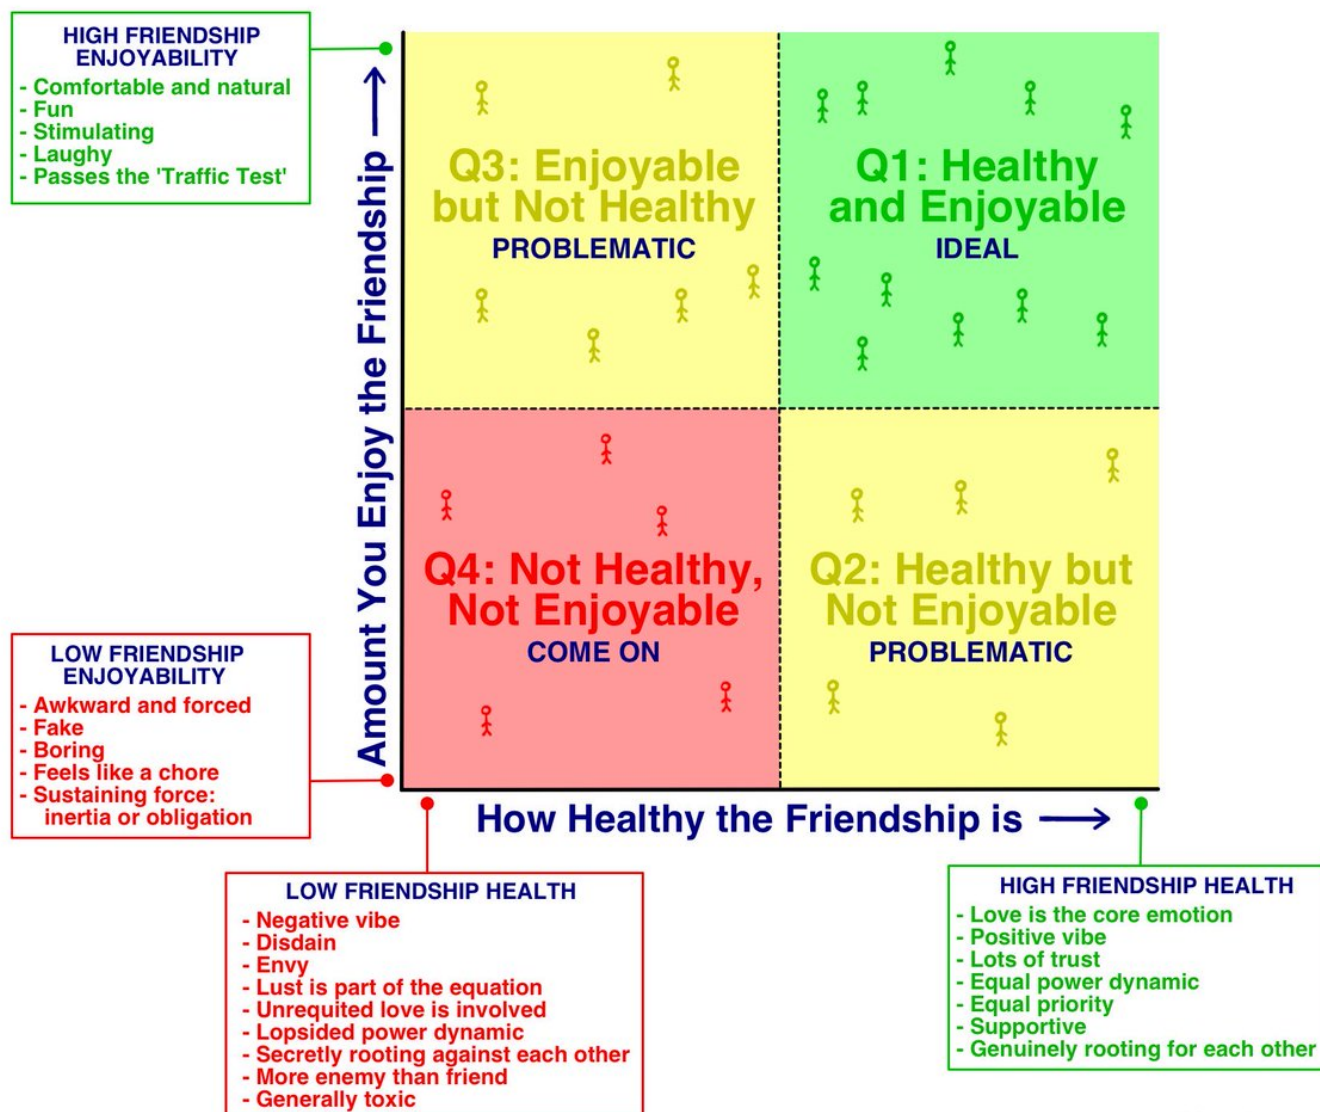 HIGH FRIENDSHIP
ENJOYABILITY
- Comfortable and natural
- Fun
- Stimulating
- Laughy
- Passes the 'Traffic Test'
Amount You Enjoy the Friendship
Q3: Enjoyable
but Not Healthy
PROBLEMATIC
Q1: Healthy
and Enjoyable
IDEAL
Q4: Not Healthy,
Not Enjoyable
COME ON
Q2: Healthy but
Not Enjoyable
PROBLEMATIC
LOW FRIENDSHIP
ENJOYABILITY
- Awkward and forced
- Fake
- Boring
- Feels like a chore
- Sustaining force:
inertia or obligation
How Healthy the Friendship is
LOW FRIENDSHIP HEALTH
- Negative vibe
- Disdain
- Envy
- Lust is part of the equation
- Unrequited love is involved
- Lopsided power dynamic
- Secretly rooting against each other
- More enemy than friend
- Generally toxic
HIGH FRIENDSHIP HEALTH
- Love is the core emotion
- Positive vibe
- Lots of trust
- Equal power dynamic
- Equal priority
- Supportive
- Genuinely rooting for each other